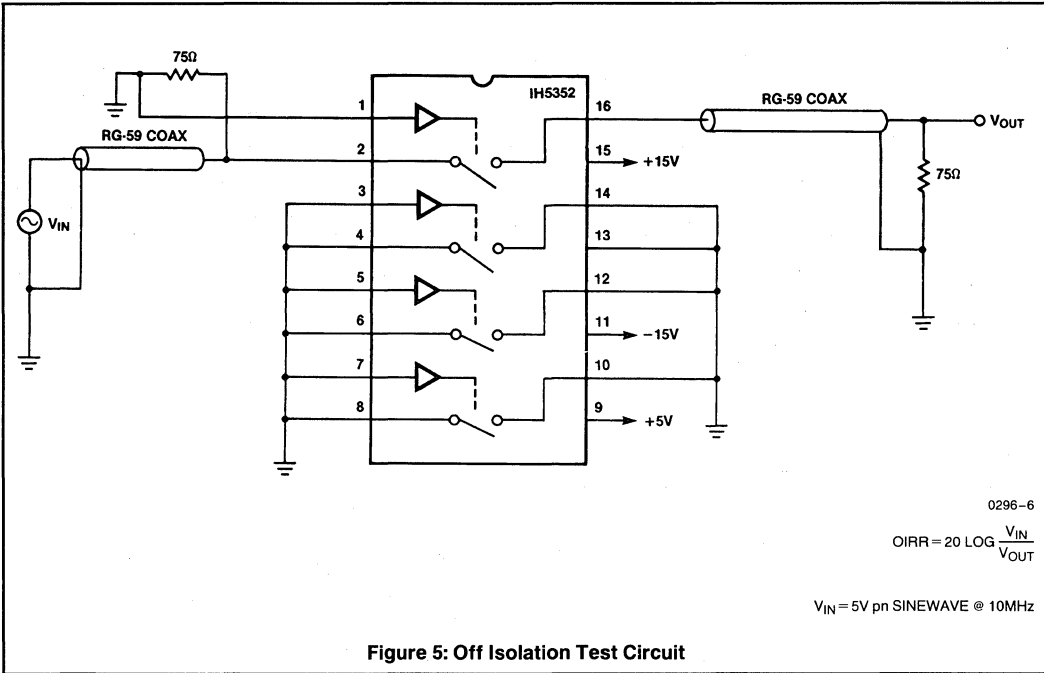 75Ω
IH5352
1
16
RG-59 COAX
VOUT
RG-59 COAX
2
15
+15V
75Ω
3
14
VIN
4
13
5
12
6
11
−15V
7
10
8
9
+5V
0296–6
OIRR = 20 LOG VIN
VOUT
VIN = 5V pn SINEWAVE @ 10MHz
Figure 5: Off Isolation Test Circuit